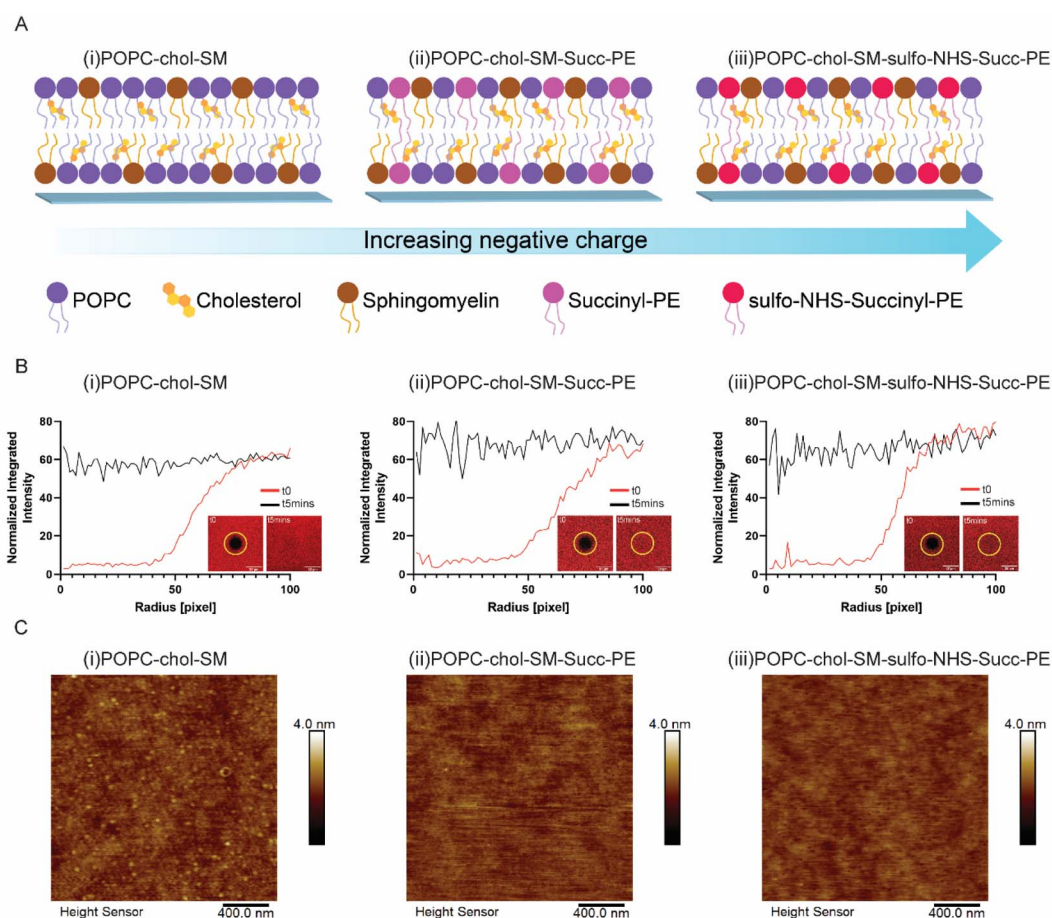 A
(i)POPC-chol-SM
(ii)POPC-chol-SM-Succ-PE
(iii)POPC-chol-SM-sulfo-NHS-Succ-PE
Increasing negative charge
POPC
Cholesterol
Sphingomyelin
Succinyl-PE
sulfo-NHS-Succinyl-PE
B
(i)POPC-chol-SM
Normalized Integrated
Intensity
80
60
40
20
0
t0
t5mins
t0
t5mins
0
50
100
Radius [pixel]
(ii)POPC-chol-SM-Succ-PE
Normalized Integrated
Intensity
80
60
40
20
0
t0
t5mins
t0
t5mins
0
50
100
Radius [pixel]
(iii)POPC-chol-SM-sulfo-NHS-Succ-PE
Normalized Integrated
Intensity
80
60
40
20
0
t0
t5mins
t0
t5mins
0
50
100
Radius [pixel]
C
(i)POPC-chol-SM
4.0 nm
Height Sensor
400.0 nm
(ii)POPC-chol-SM-Succ-PE
4.0 nm
Height Sensor
400.0 nm
(iii)POPC-chol-SM-sulfo-NHS-Succ-PE
4.0 nm
Height Sensor
400.0 nm